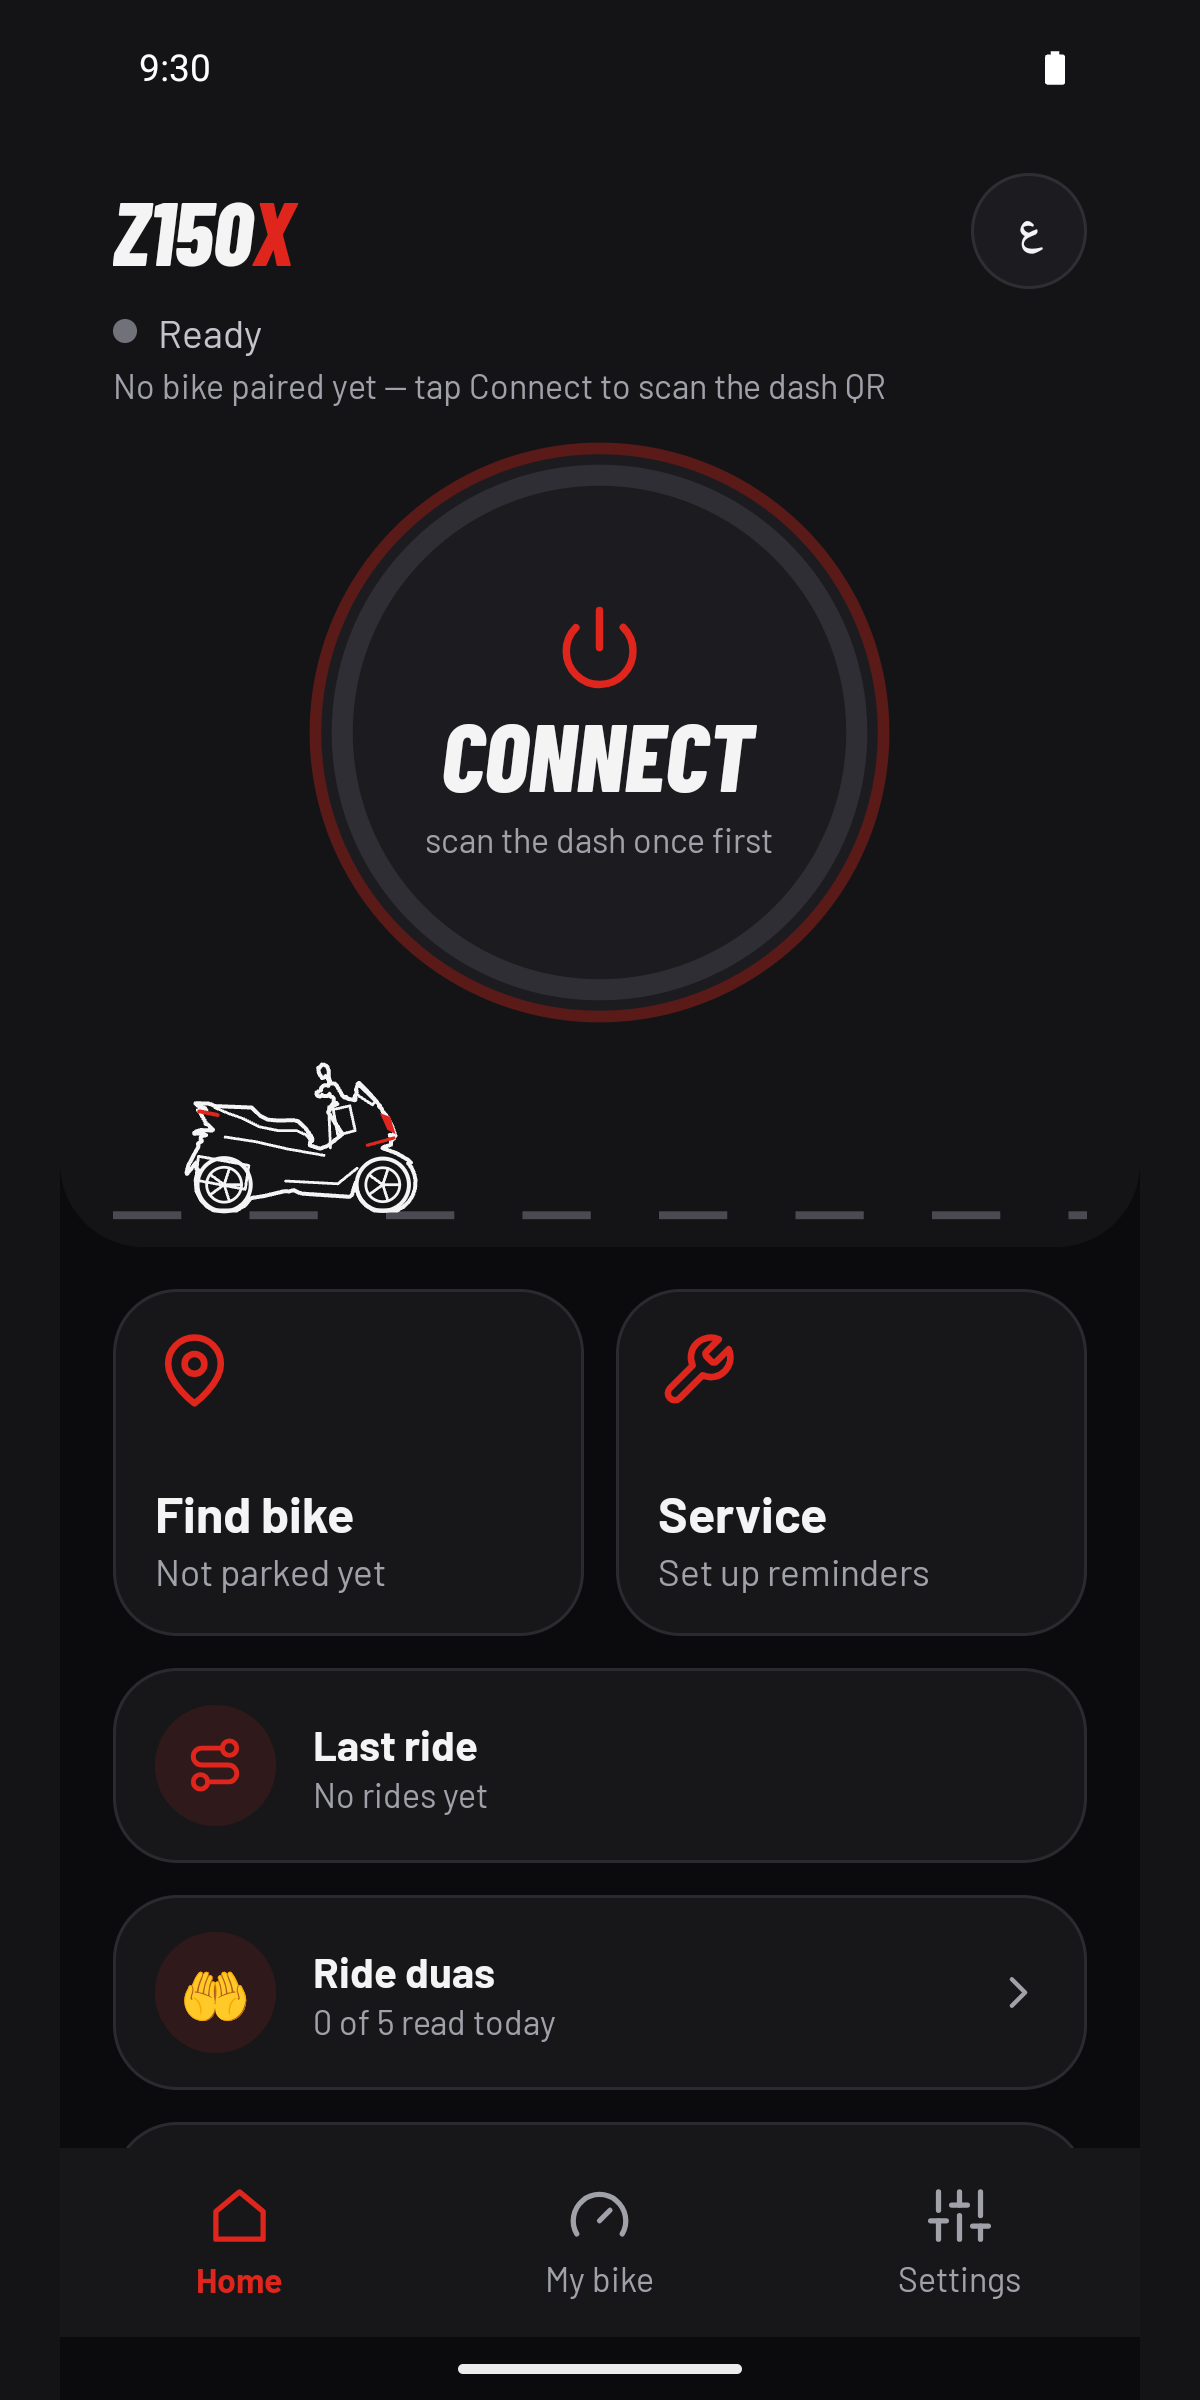 9:30
Z150X
ع
Ready
No bike paired yet — tap Connect to scan the dash QR
CONNECT
scan the dash once first
Find bike
Not parked yet
Service
Set up reminders
Last ride
No rides yet
Ride duas
0 of 5 read today
Home
My bike
Settings